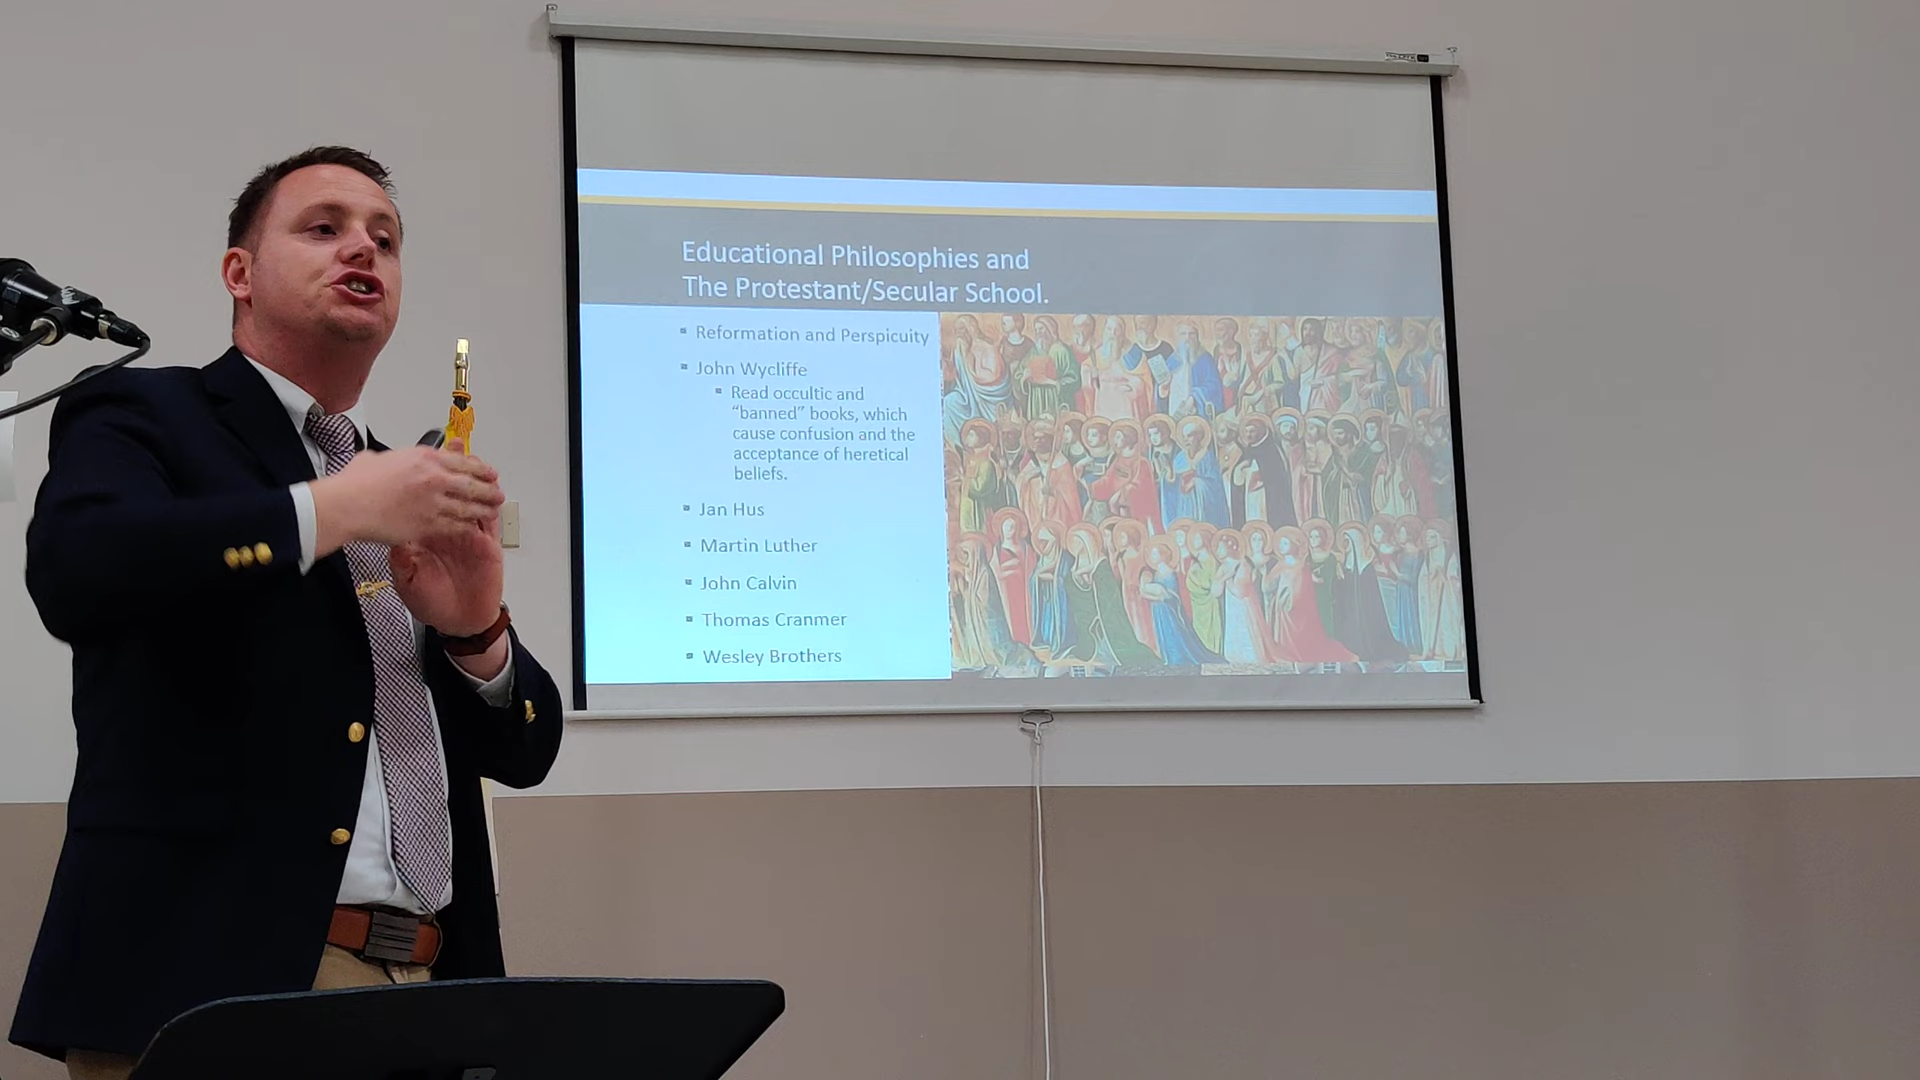 Educational Philosophies and
The Protestant/Secular School.
Reformation and Perspicuity
John Wycliffe
Read occultic and
“banned” books, which
cause confusion and the
acceptance of heretical
beliefs.
Jan Hus
Martin Luther
John Calvin
Thomas Cranmer
Wesley Brothers